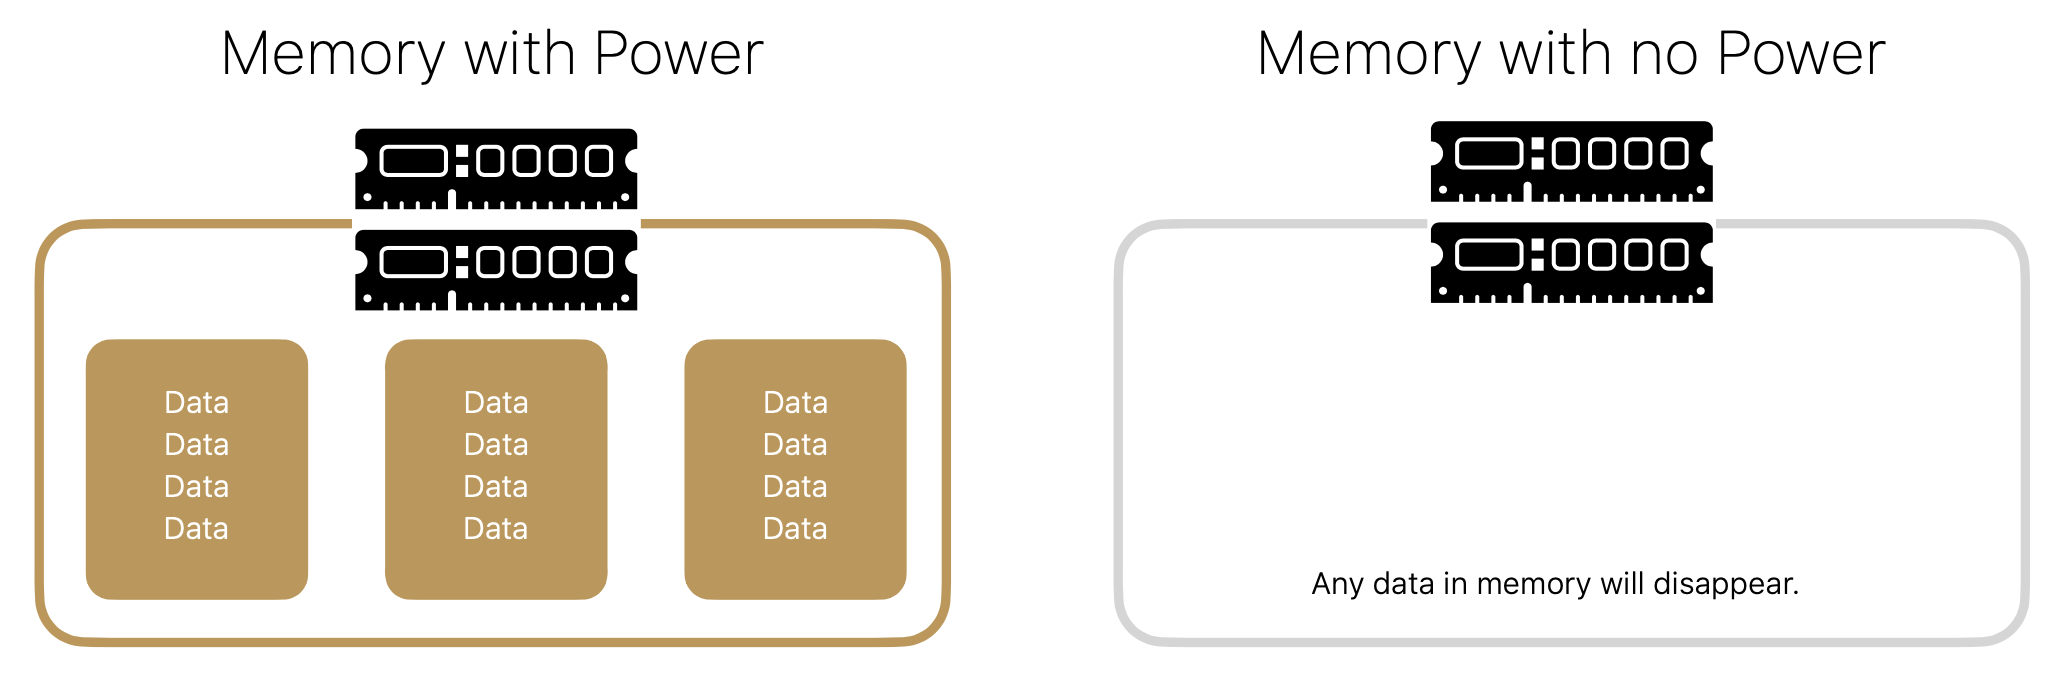 Memory with Power
Data
Data
Data
Data
Data
Data
Data
Data
Data
Data
Data
Data
Memory with no Power
Any data in memory will disappear.